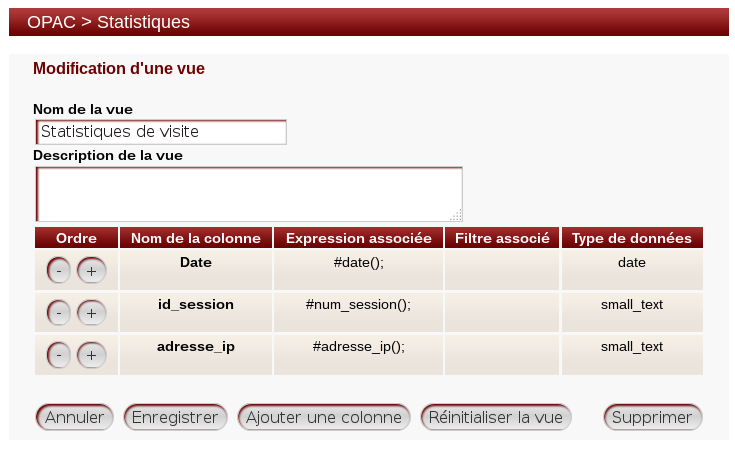 OPAC > Statistiques
Modification d'une vue
Nom de la vue
Statistiques de visite
Description de la vue
Ordre Nom de la colonne Expression associée Filtre associé Type de données
- + Date #date(); date
- + id_session #num_session(); small_text
- + adresse_ip #adresse_ip(); small_text
Annuler Enregistrer Ajouter une colonne Réinitialiser la vue Supprimer